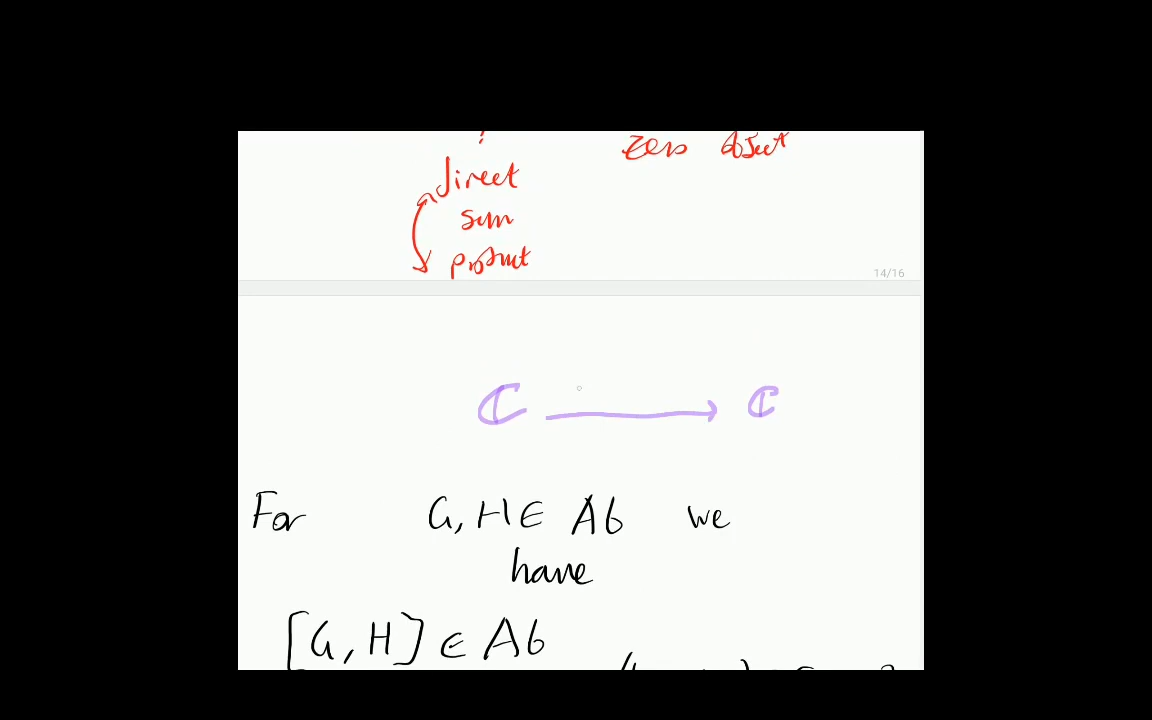 zero object
direct
sum
product
14/16
ℂ ⟶ ℂ
For G, H ∈ Ab we
have
[G, H] ∈ Ab